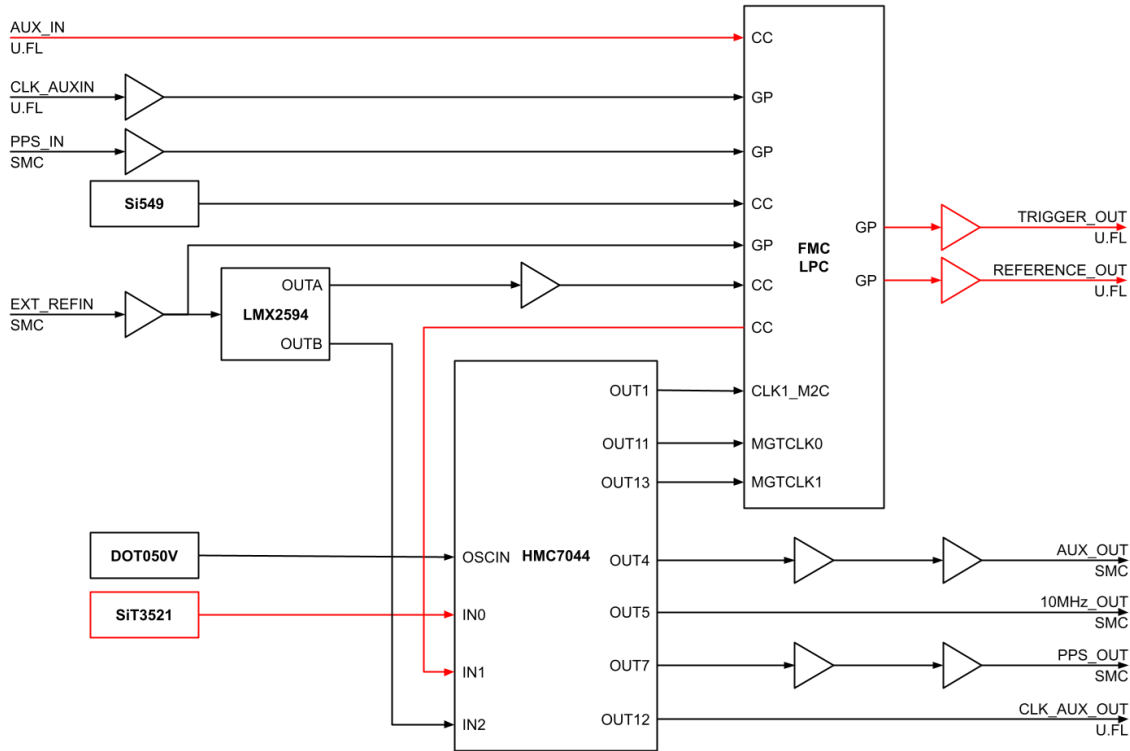 AUX_IN
U.FL
CLK_AUXIN
U.FL
PPS_IN
SMC
Si549
EXT_REFIN
SMC
LMX2594
OUTA
OUTB
CC
GP
GP
CC
GP
CC
CC
CLK1_M2C
MGTCLK0
MGTCLK1
FMC
LPC
GP
GP
TRIGGER_OUT
U.FL
REFERENCE_OUT
U.FL
DOT050V
SiT3521
OSCIN
IN0
IN1
IN2
HMC7044
OUT1
OUT11
OUT13
OUT4
OUT5
OUT7
OUT12
AUX_OUT
SMC
10MHz_OUT
SMC
PPS_OUT
SMC
CLK_AUX_OUT
U.FL